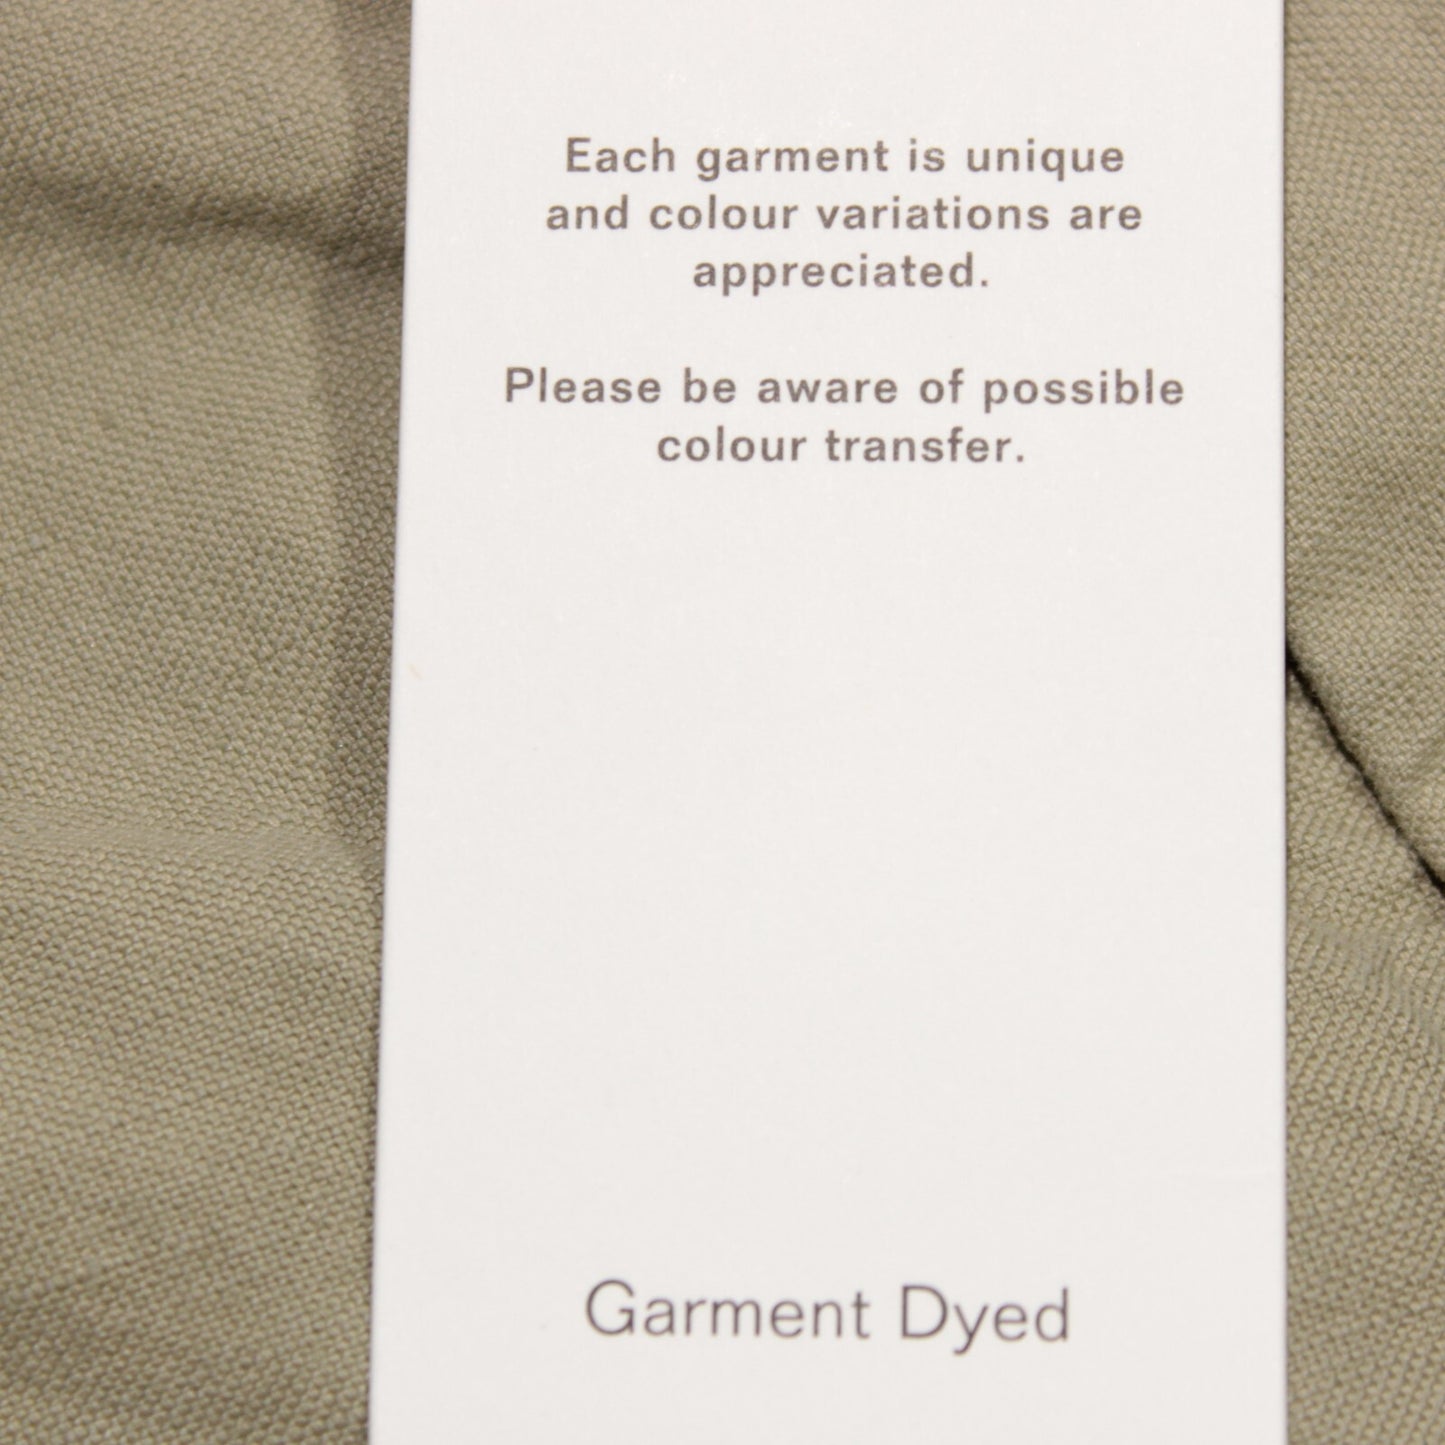 Each garment is unique
and colour variations are
appreciated.
Please be aware of possible
colour transfer.
Garment Dyed